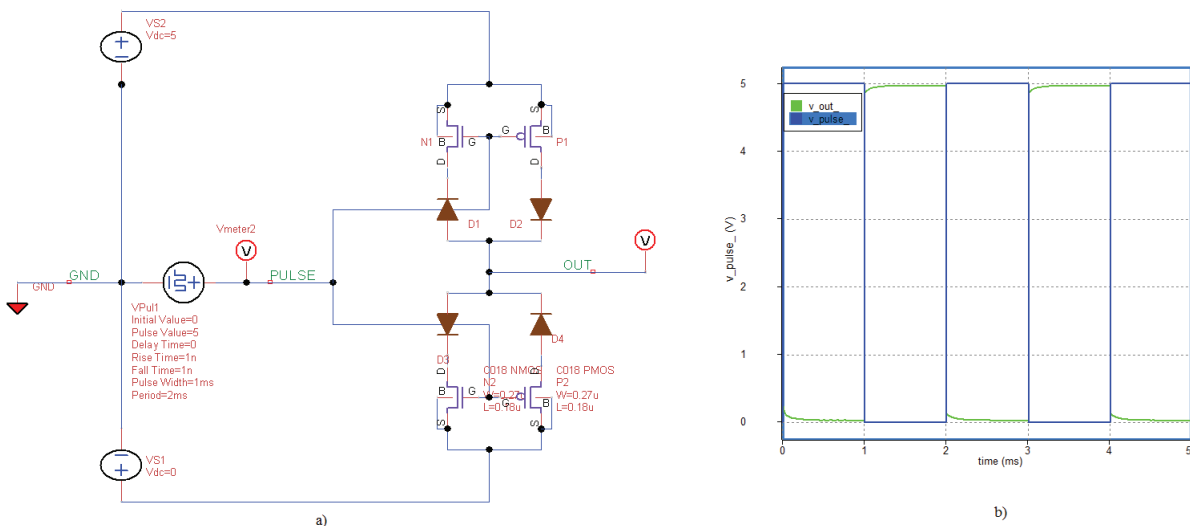 VS2
Vdc=5
S
S
N1
B
G
G
B
P1
D
D
D1
D2
Vmeter2
V
V
GND
PULSE
OUT
GND
VPul1
Initial Value=0
Pulse Value=5
Delay Time=0
Rise Time=1n
Fall Time=1n
Pulse Width=1ms
Period=2ms
D3
D4
D
D
C018 NMOS
N2
W=0.27u
L=0.18u
C018 PMOS
P2
W=0.27u
L=0.18u
B
G
G
B
S
S
VS1
Vdc=0
a)
v_out_
v_pulse_
v_pulse_ (V)
5
4
3
2
1
0
0
1
2
3
4
5
time (ms)
b)